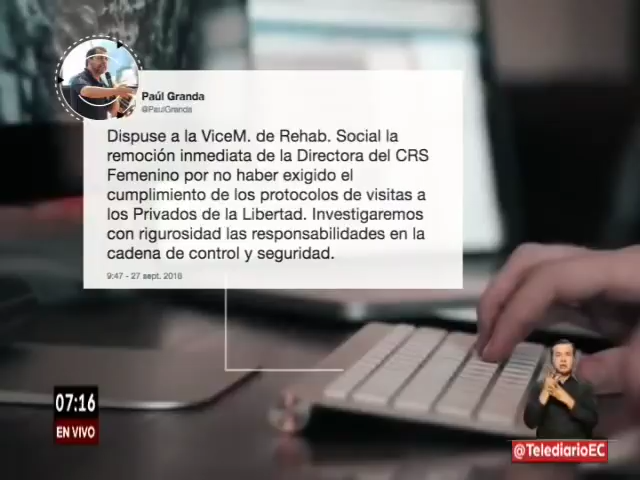 Paúl Granda
@PaulGranda
Dispuse a la ViceM. de Rehab. Social la
remoción inmediata de la Directora del CRS
Femenino por no haber exigido el
cumplimiento de los protocolos de visitas a
los Privados de la Libertad. Investigaremos
con rigurosidad las responsabilidades en la
cadena de control y seguridad.
9:47 - 27 sept. 2018
07:16
EN VIVO
@TelediarioEC